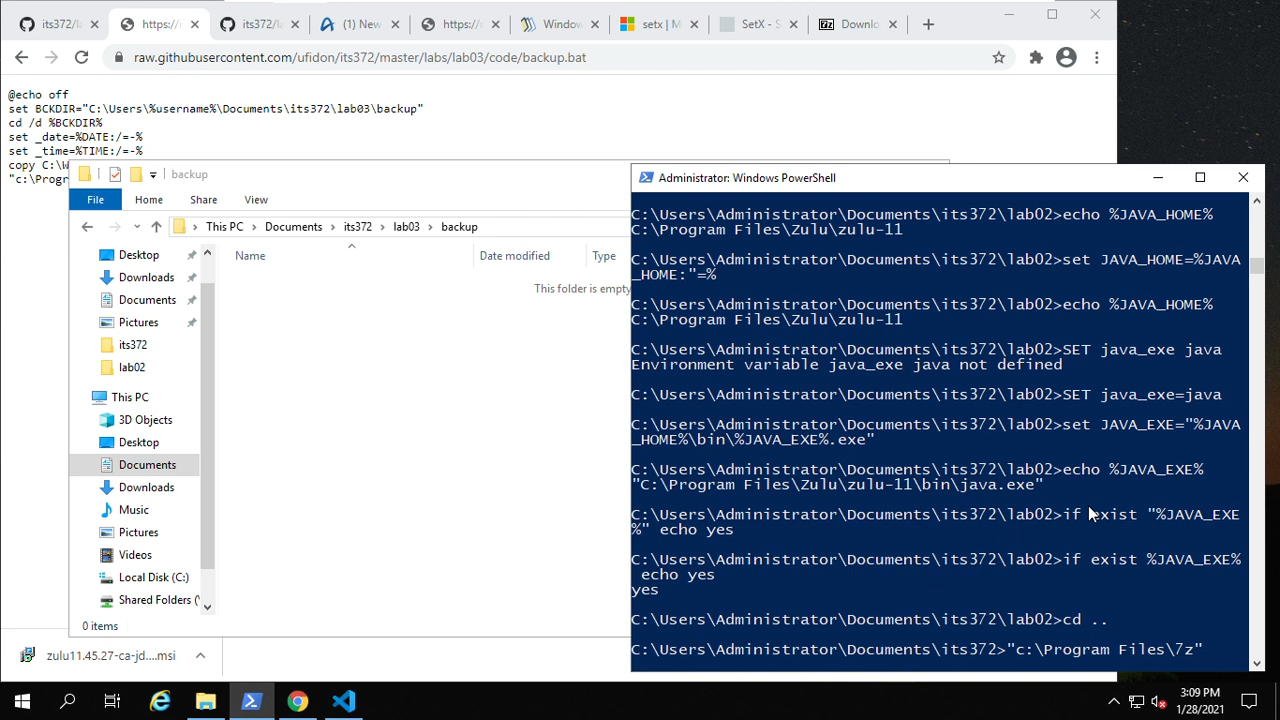 its372/l
https://r
its372/la
(1) New
https://
Window
setx | M
SetX - S
Downlo
raw.githubusercontent.com/ufidon/its372/master/labs/lab03/code/backup.bat
@echo off
set BCKDIR="C:\Users\%username%\Documents\its372\lab03\backup"
cd /d %BCKDIR%
set _date=%DATE:/=-%
set _time=%TIME:/=-%
copy C:\W
"c:\Progr
backup
File
Home
Share
View
This PC
Documents
its372
lab03
backup
Desktop
Downloads
Documents
Pictures
its372
lab02
This PC
3D Objects
Desktop
Documents
Downloads
Music
Pictures
Videos
Local Disk (C:)
Shared Folders (
Name
Date modified
Type
This folder is empty
0 items
Administrator: Windows PowerShell
C:\Users\Administrator\Documents\its372\lab02>echo %JAVA_HOME%
C:\Program Files\Zulu\zulu-11
C:\Users\Administrator\Documents\its372\lab02>set JAVA_HOME=%JAVA
_HOME:"=%
C:\Users\Administrator\Documents\its372\lab02>echo %JAVA_HOME%
C:\Program Files\Zulu\zulu-11
C:\Users\Administrator\Documents\its372\lab02>SET java_exe java
Environment variable java_exe java not defined
C:\Users\Administrator\Documents\its372\lab02>SET java_exe=java
C:\Users\Administrator\Documents\its372\lab02>set JAVA_EXE="%JAVA
_HOME%\bin\%JAVA_EXE%.exe"
C:\Users\Administrator\Documents\its372\lab02>echo %JAVA_EXE%
"C:\Program Files\Zulu\zulu-11\bin\java.exe"
C:\Users\Administrator\Documents\its372\lab02>if exist "%JAVA_EXE
%" echo yes
C:\Users\Administrator\Documents\its372\lab02>if exist %JAVA_EXE%
echo yes
yes
C:\Users\Administrator\Documents\its372\lab02>cd ..
C:\Users\Administrator\Documents\its372>"c:\Program Files\7z"
zulu11.45.27-ca-jd....msi
3:09 PM
1/28/2021